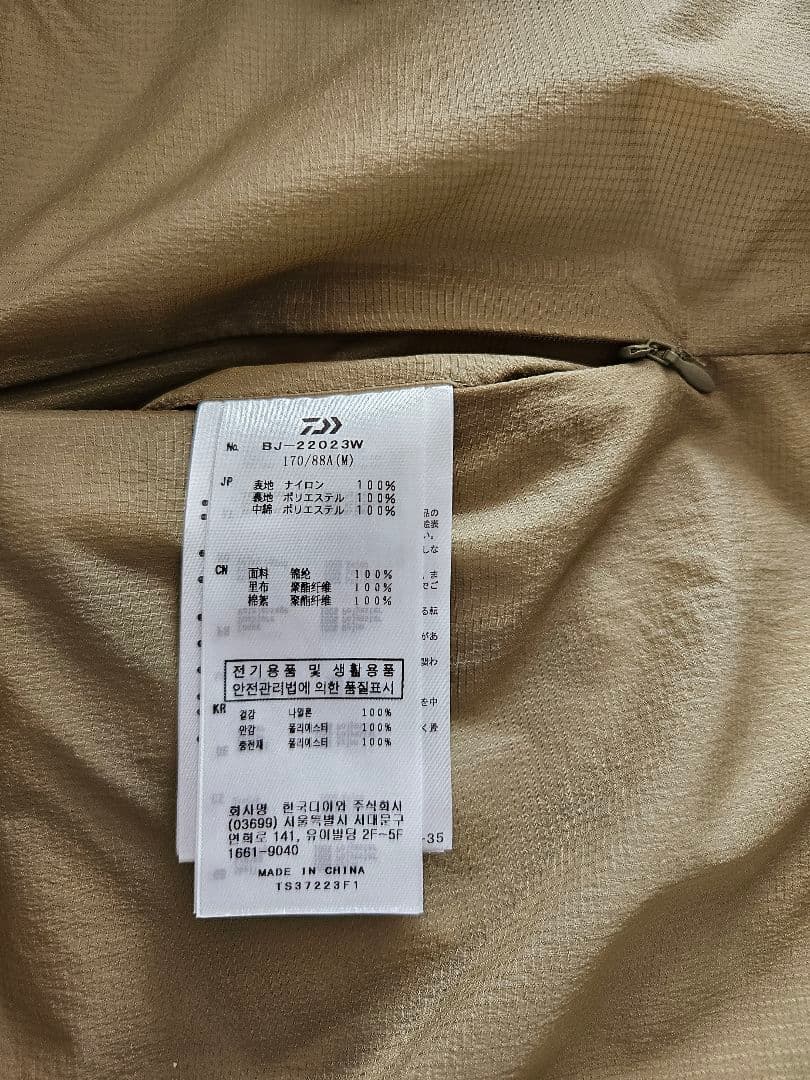 No. BJ-22023W
170/88A(M)
JP 表地 ナイロン 100%
裏地 ポリエステル 100%
中綿 ポリエステル 100%
CN 面料 锦纶 100%
里布 聚酯纤维 100%
棉絮 聚酯纤维 100%
전기용품 및 생활용품
안전관리법에 의한 품질표시
KR 겉감 나일론 100%
안감 폴리에스터 100%
충전재 폴리에스터 100%
회사명 한국다이와 주식회사
(03699) 서울특별시 서대문구
연희로 141, 유이빌딩 2F~5F
1661-9040
MADE IN CHINA
TS37223F1
-35